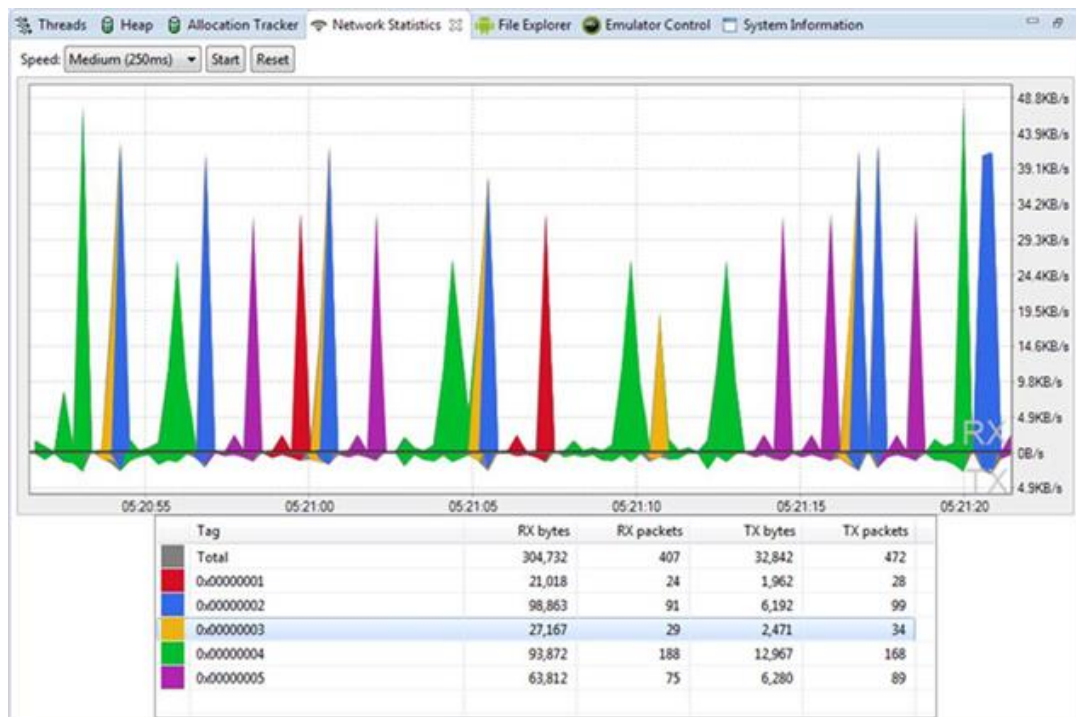 Threads Heap Allocation Tracker Network Statistics File Explorer Emulator Control System Information
Speed: Medium (250ms) Start Reset
48.8KB/s
43.9KB/s
39.1KB/s
34.2KB/s
29.3KB/s
24.4KB/s
19.5KB/s
14.6KB/s
9.8KB/s
4.9KB/s
RX
0B/s
TX
4.9KB/s
05:20:55 05:21:00 05:21:05 05:21:10 05:21:15 05:21:20
Tag RX bytes RX packets TX bytes TX packets
Total 304,732 407 32,842 472
0x00000001 21,018 24 1,962 28
0x00000002 98,863 91 6,192 99
0x00000003 27,167 29 2,471 34
0x00000004 93,872 188 12,967 168
0x00000005 63,812 75 6,280 89